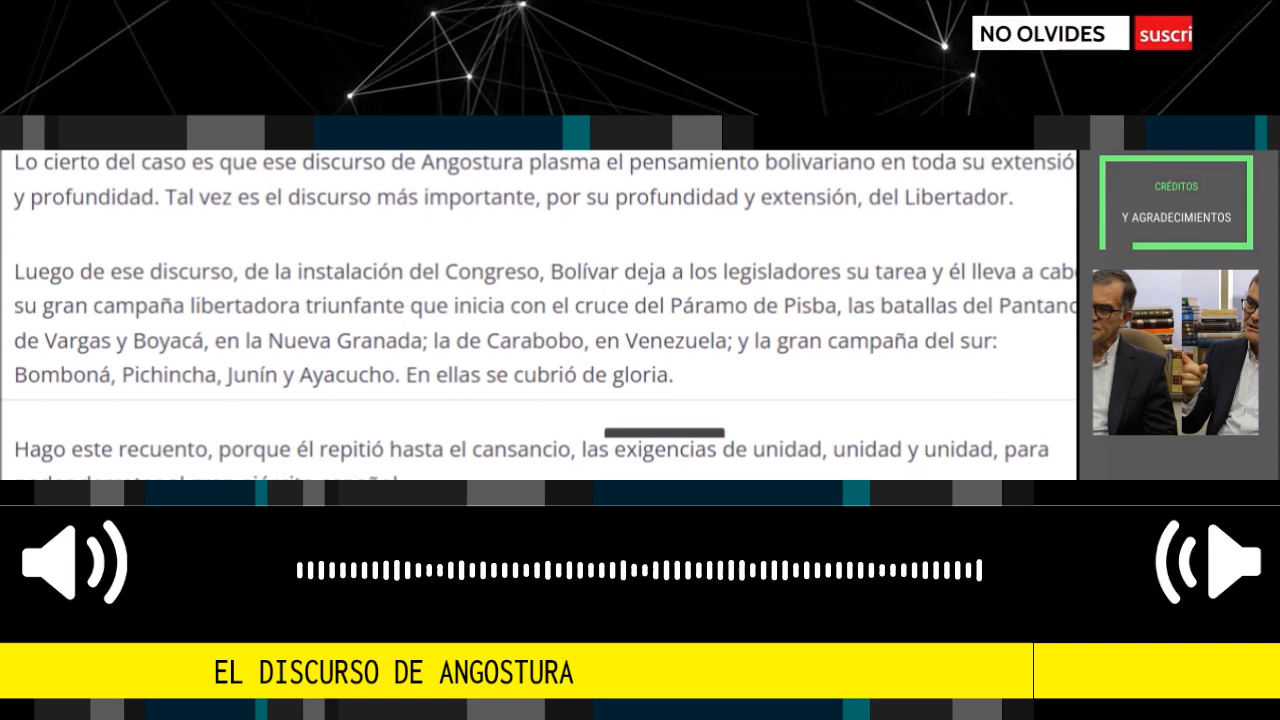 NO OLVIDES
suscri
Lo cierto del caso es que ese discurso de Angostura plasma el pensamiento bolivariano en toda su extensió
y profundidad. Tal vez es el discurso más importante, por su profundidad y extensión, del Libertador.
CRÉDITOS
Y AGRADECIMIENTOS
Luego de ese discurso, de la instalación del Congreso, Bolívar deja a los legisladores su tarea y él lleva a cabo
su gran campaña libertadora triunfante que inicia con el cruce del Páramo de Pisba, las batallas del Pantano
de Vargas y Boyacá, en la Nueva Granada; la de Carabobo, en Venezuela; y la gran campaña del sur:
Bomboná, Pichincha, Junín y Ayacucho. En ellas se cubrió de gloria.
Hago este recuento, porque él repitió hasta el cansancio, las exigencias de unidad, unidad y unidad, para
EL DISCURSO DE ANGOSTURA